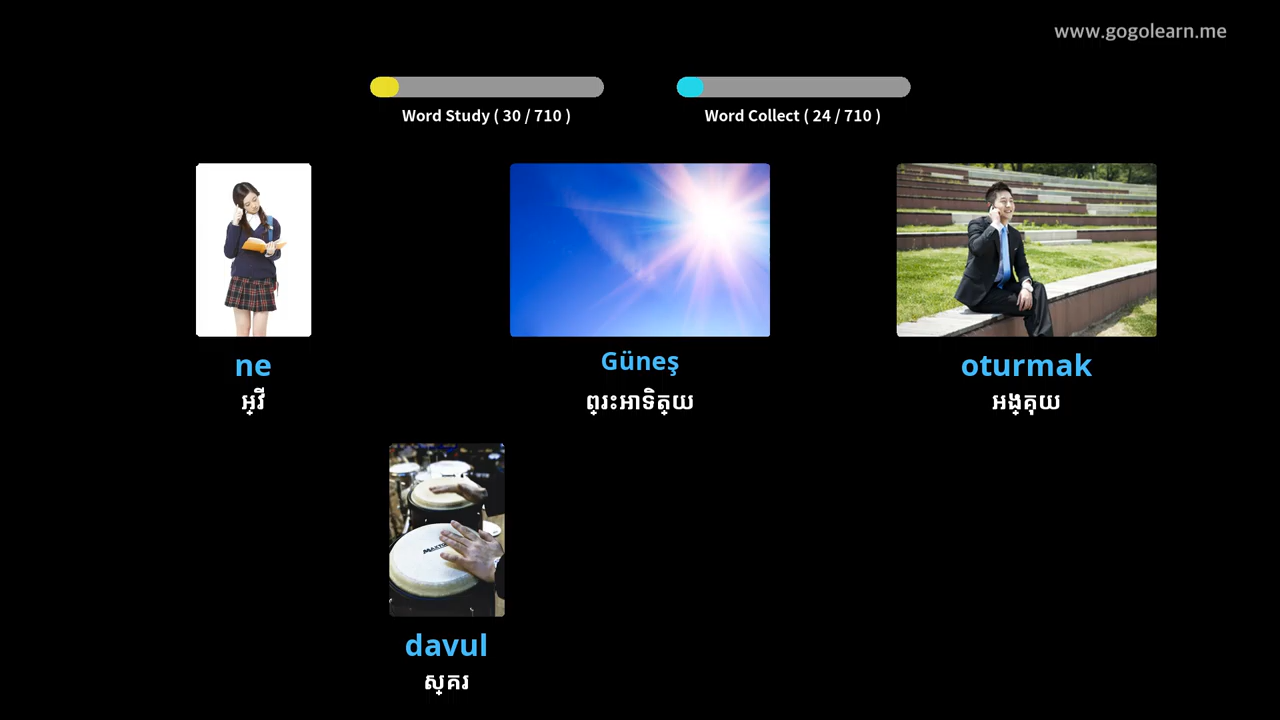 www.gogolearn.me
Word Study ( 30 / 710 )
Word Collect ( 24 / 710 )
ne
អ្វី
Güneş
ព្រះអាទិត្យ
oturmak
អង្គុយ
davul
ស្គរ